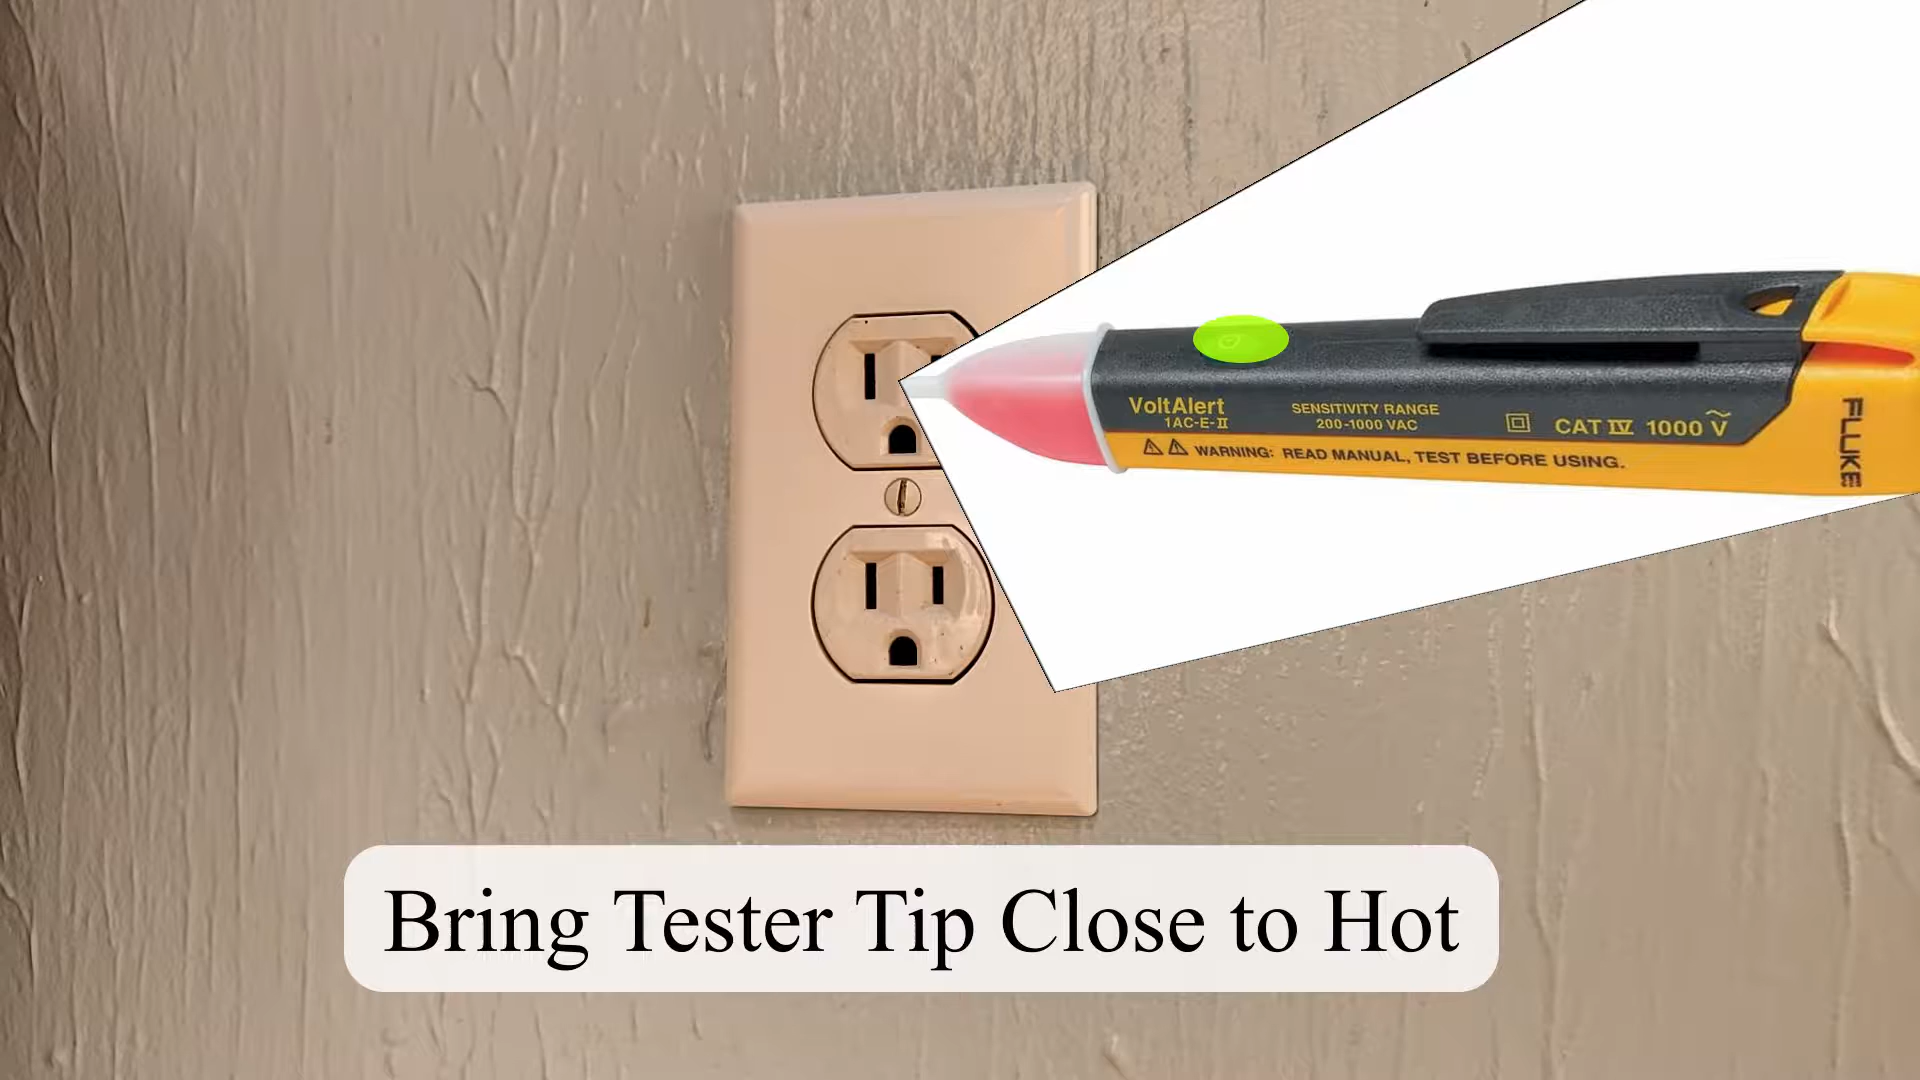 VoltAlert
1AC-E-II
SENSITIVITY RANGE
200-1000 VAC
CAT IV 1000 V
WARNING: READ MANUAL, TEST BEFORE USING.
FLUKE
Bring Tester Tip Close to Hot